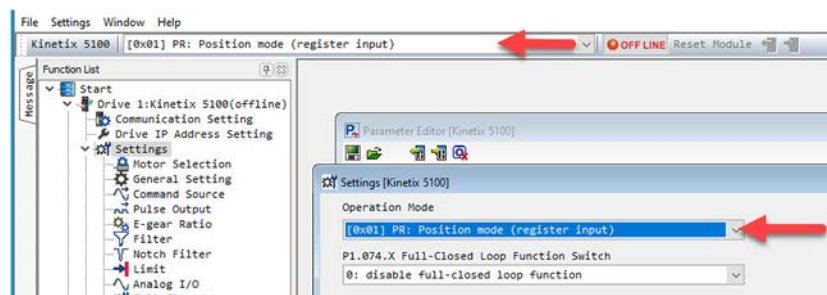 File Settings Window Help
Kinetix 5100 [0x01] PR: Position mode (register input) OFF LINE Reset Module
Message
Function List
Start
Drive 1:Kinetix 5100(offline)
Communication Setting
Drive IP Address Setting
Settings
Motor Selection
General Setting
Command Source
Pulse Output
E-gear Ratio
Filter
Notch Filter
Limit
Analog I/O
Parameter Editor [Kinetix 5100]
Settings [Kinetix 5100]
Operation Mode
[0x01] PR: Position mode (register input)
P1.074.X Full-Closed Loop Function Switch
0: disable full-closed loop function